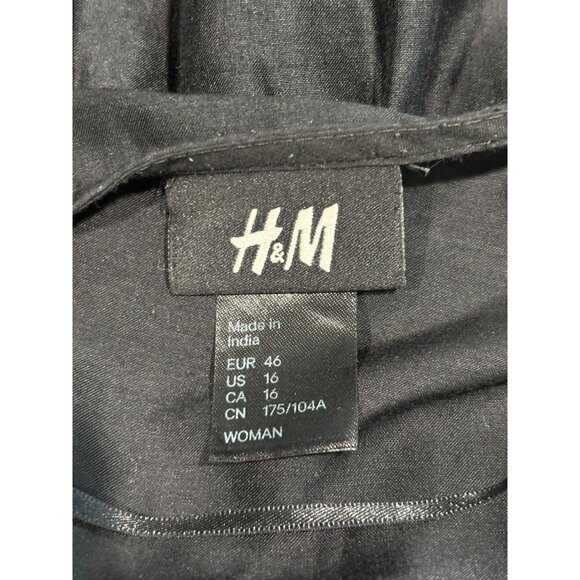 H&M
Made in
India
EUR 46
US 16
CA 16
CN 175/104A
WOMAN